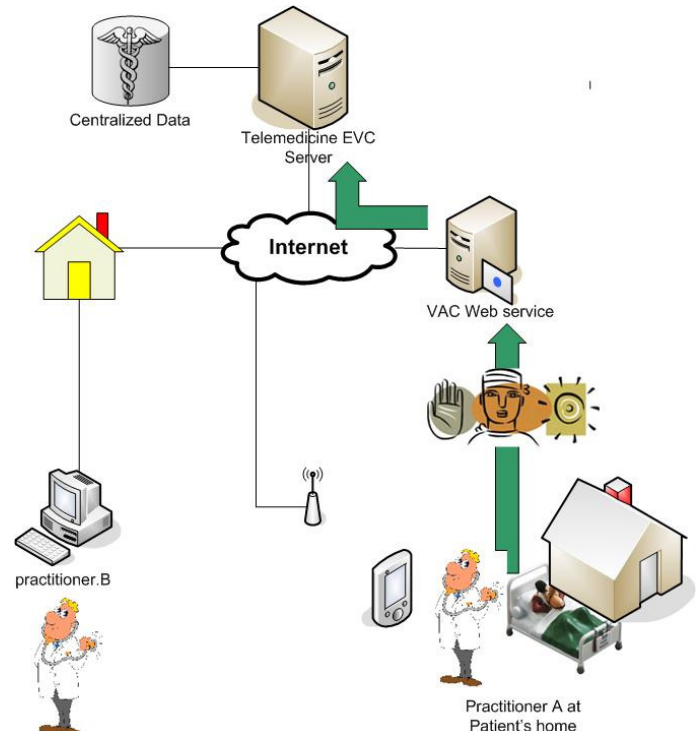 Centralized Data
Telemedicine EVC
Server
Internet
VAC Web service
practitioner.B
Practitioner A at
Patient's home